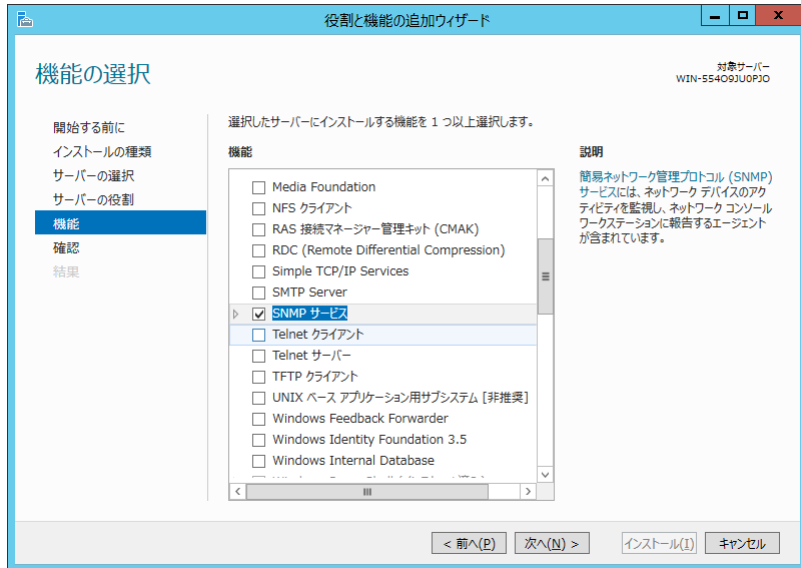 役割と機能の追加ウィザード
機能の選択
対象サーバー
WIN-554O9JU0PJO
開始する前に
インストールの種類
サーバーの選択
サーバーの役割
機能
確認
結果
選択したサーバーにインストールする機能を 1 つ以上選択します。
機能
Media Foundation
NFS クライアント
RAS 接続マネージャー管理キット (CMAK)
RDC (Remote Differential Compression)
Simple TCP/IP Services
SMTP Server
SNMP サービス
Telnet クライアント
Telnet サーバー
TFTP クライアント
UNIX ベース アプリケーション用サブシステム [非推奨]
Windows Feedback Forwarder
Windows Identity Foundation 3.5
Windows Internal Database
説明
簡易ネットワーク管理プロトコル (SNMP)
サービスには、ネットワーク デバイスのアク
ティビティを監視し、ネットワーク コンソール
ワークステーションに報告するエージェント
が含まれています。
< 前へ(P)
次へ(N) >
インストール(I)
キャンセル